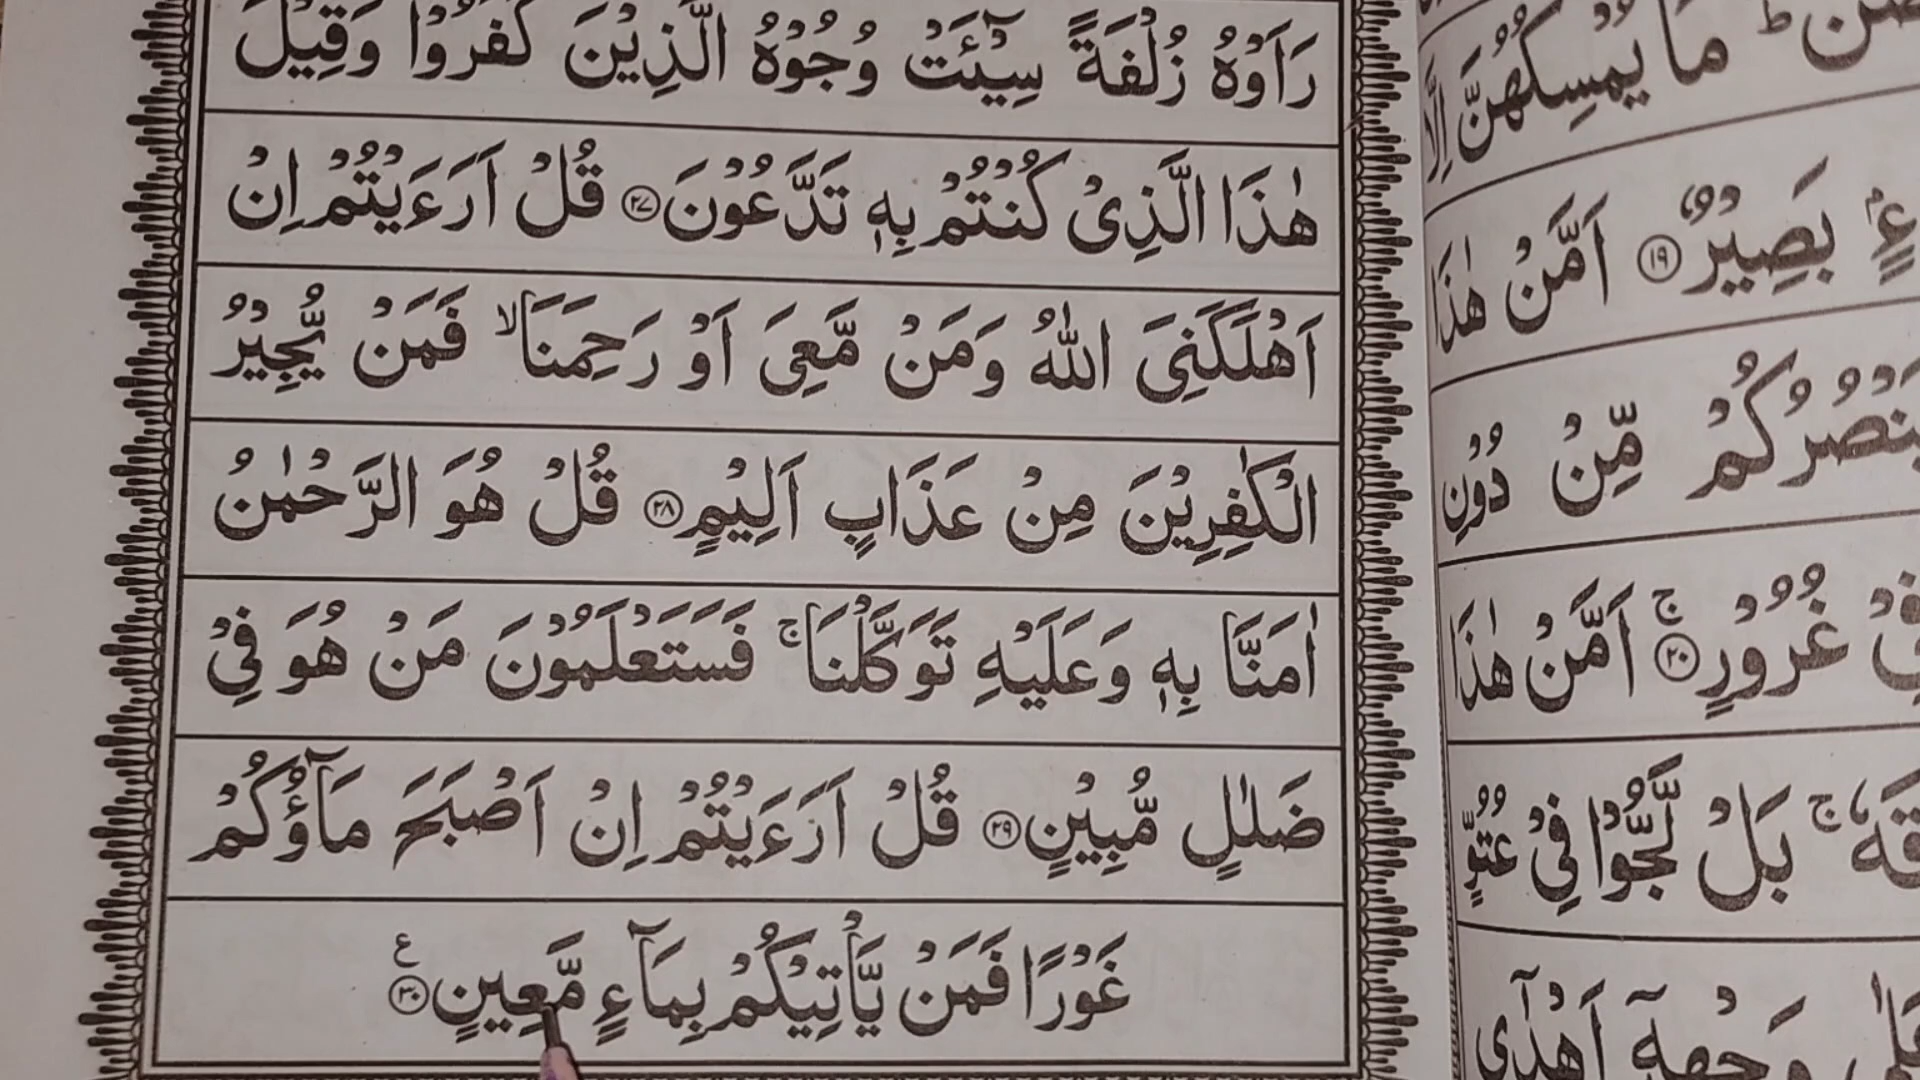 رَاَوْهُ زُلْفَةً سِيْٓـَٔتْ وُجُوْهُ الَّذِيْنَ كَفَرُوْا وَقِيْلَ
هٰذَا الَّذِىْ كُنْتُمْ بِهٖ تَدَّعُوْنَ ۝٢٧ قُلْ اَرَءَيْتُمْ اِنْ
اَهْلَكَنِىَ اللّٰهُ وَمَنْ مَّعِىَ اَوْ رَحِمَنَا ۙ فَمَنْ يُّجِيْرُ
الْكٰفِرِيْنَ مِنْ عَذَابٍ اَلِيْمٍ ۝٢٨ قُلْ هُوَ الرَّحْمٰنُ
اٰمَنَّا بِهٖ وَعَلَيْهِ تَوَكَّلْنَا ۚ فَسَتَعْلَمُوْنَ مَنْ هُوَ فِىْ
ضَلٰلٍ مُّبِيْنٍ ۝٢٩ قُلْ اَرَءَيْتُمْ اِنْ اَصْبَحَ مَآؤُكُمْ
غَوْرًا فَمَنْ يَّاْتِيْكُمْ بِمَآءٍ مَّعِيْنٍ ۝٣٠ ع
مَا يُمْسِكُهُنَّ اِلَّا
بَصِيْرٌ ۝١٩ اَمَّنْ هٰذَا
يَنْصُرُكُمْ مِّنْ دُوْنِ
فِىْ غُرُوْرٍ ۝٢٠ ۚ اَمَّنْ هٰذَا
بَلْ لَّجُّوْا فِىْ عُتُوٍّ
وَجْهِهٖٓ اَهْدٰٓى